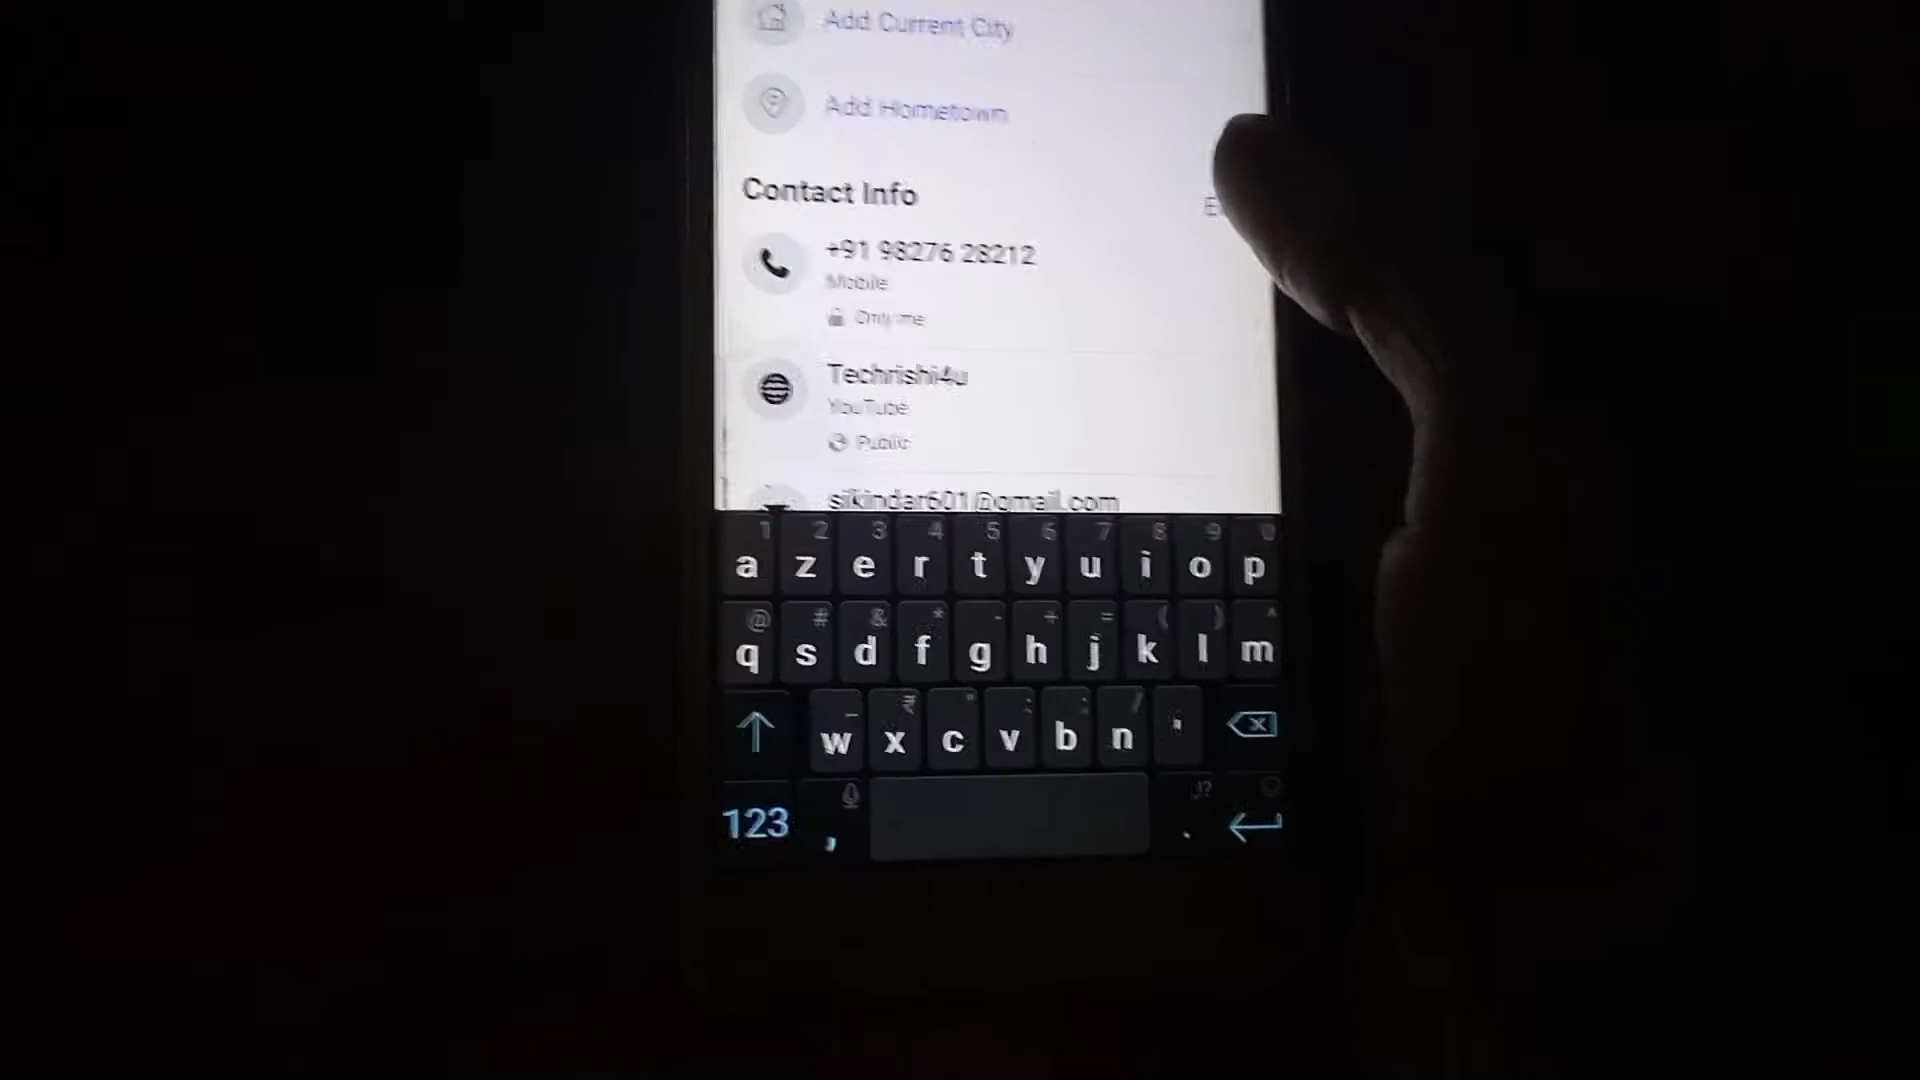 Add Current City
Add Hometown
Contact Info
+91 98276 28212
Mobile
Only me
Techrishi4u
YouTube
Public
sikindar601@gmail.com
1 2 3 4 5 6 7 8 9 0
a z e r t y u i o p
@ # & * - + = ( ) ^
q s d f g h j k l m
_ ₹ " ; : /
w x c v b n '
123 , .